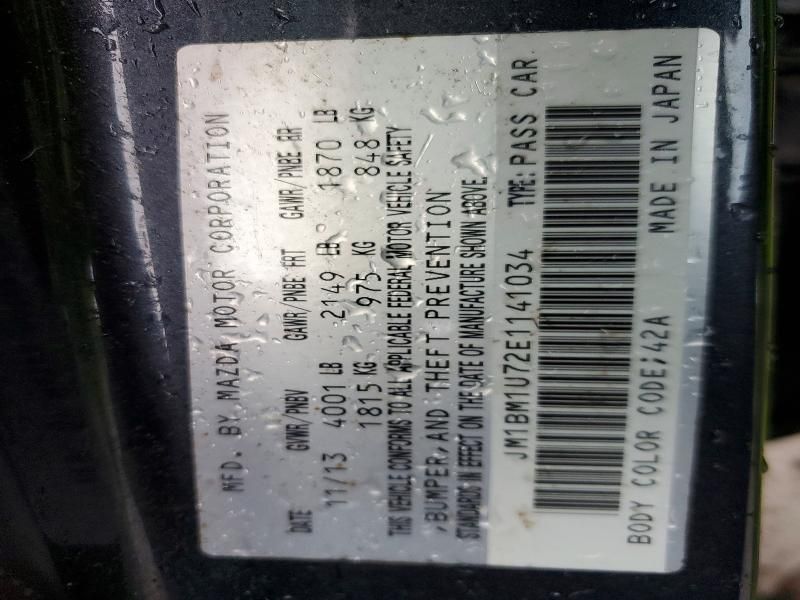 MFD. BY MAZDA MOTOR CORPORATION
DATE GVWR/PNBV GAWR/PNBE FRT GAWR/PNBE RR
11/13 4001 LB 2149 LB 1870 LB
1815 KG 975 KG 848 KG
THIS VEHICLE CONFORMS TO ALL APPLICABLE FEDERAL MOTOR VEHICLE SAFETY
,BUMPER,AND THEFT PREVENTION
STANDARDS IN EFFECT ON THE DATE OF MANUFACTURE SHOWN ABOVE.
JM1BM1U72E1141034 TYPE: PASS CAR
BODY COLOR CODE;42A MADE IN JAPAN